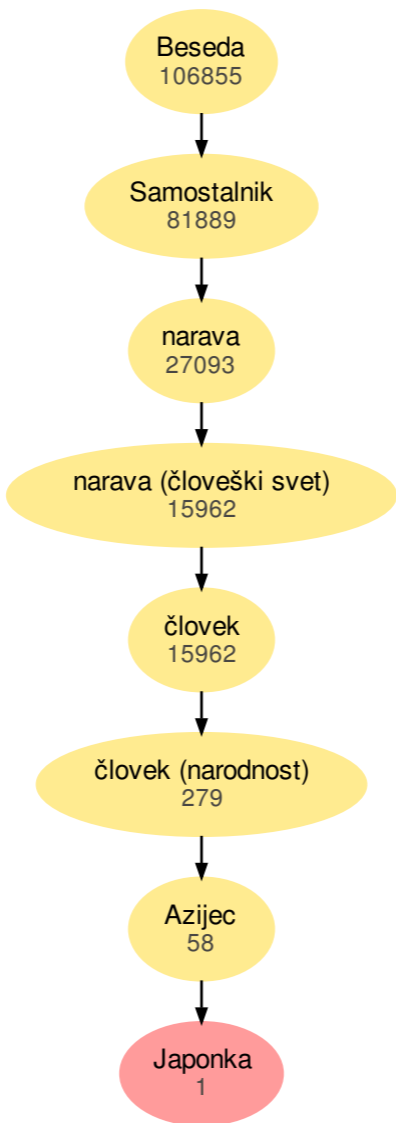 Beseda
106855
Samostalnik
81889
narava
27093
narava (človeški svet)
15962
človek
15962
človek (narodnost)
279
Azijec
58
Japonka
1